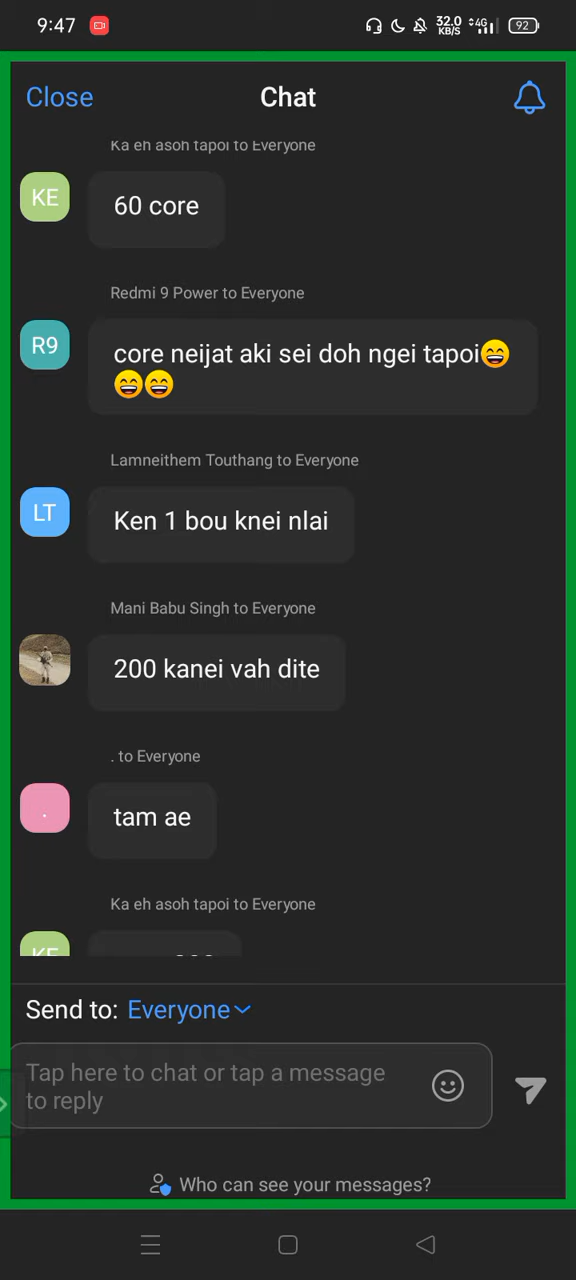 9:47
32.0
KB/S
4G
92
Close
Chat
Ka eh asoh tapoi to Everyone
KE
60 core
Redmi 9 Power to Everyone
R9
core neijat aki sei doh ngei tapoi😄
😄😄
Lamneithem Touthang to Everyone
LT
Ken 1 bou knei nlai
Mani Babu Singh to Everyone
200 kanei vah dite
. to Everyone
.
tam ae
Ka eh asoh tapoi to Everyone
KE
Send to: Everyone
Tap here to chat or tap a message
to reply
Who can see your messages?